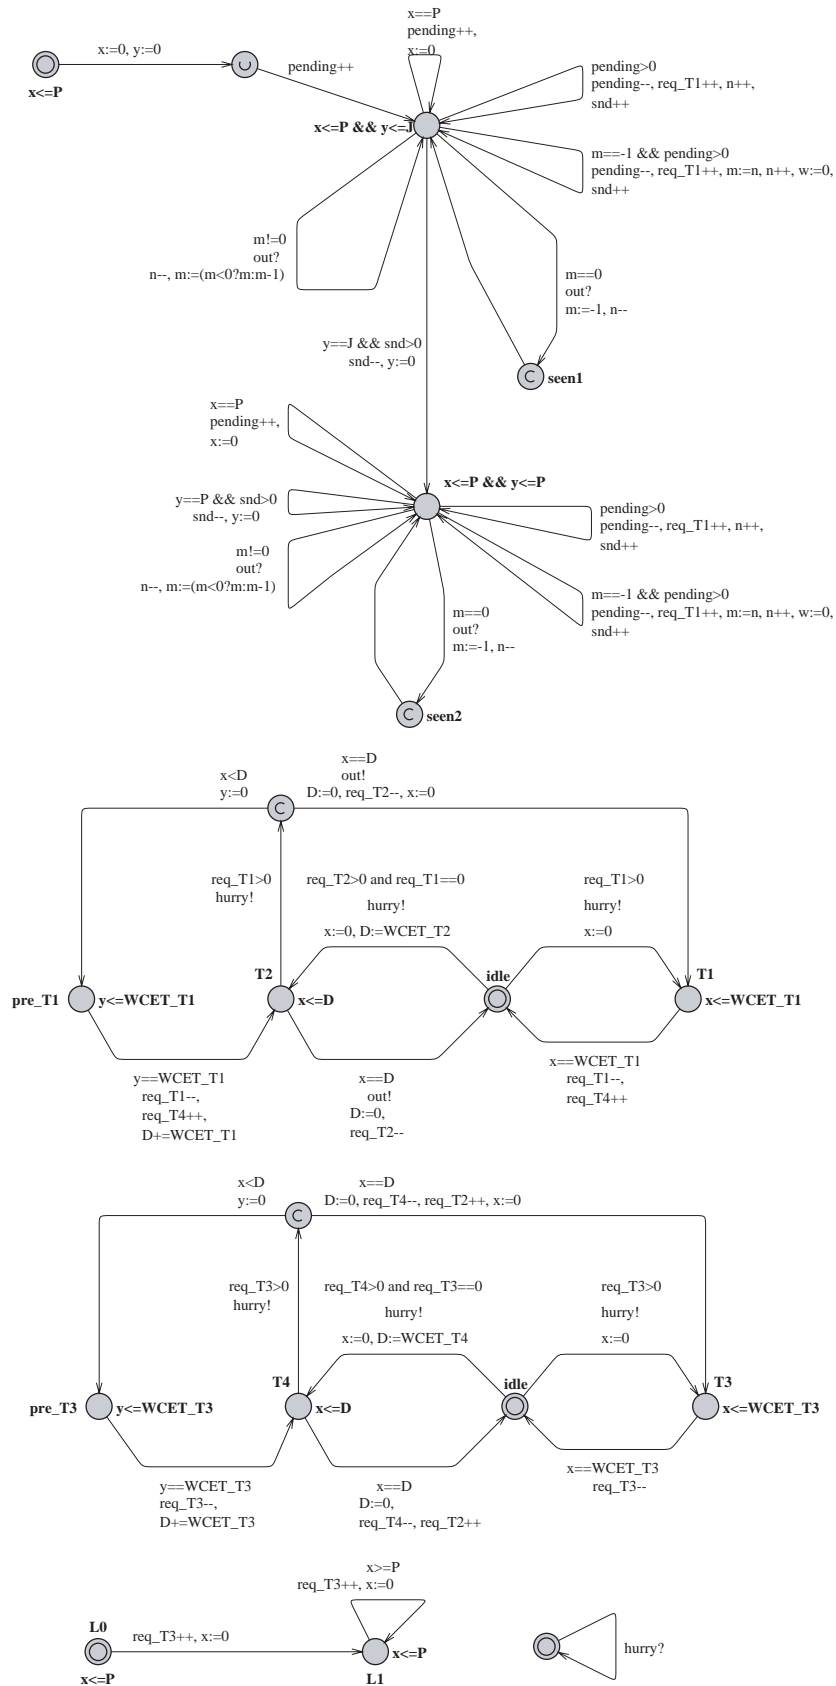 x==P
pending++,
x:=0
x:=0, y:=0
x<=P
pending++
pending>0
pending--, req_T1++, n++,
snd++
x<=P && y<=J
m==-1 && pending>0
pending--, req_T1++, m:=n, n++, w:=0,
snd++
m!=0
out?
n--, m:=(m<0?m:m-1)
m==0
out?
m:=-1, n--
y==J && snd>0
snd--, y:=0
seen1
x==P
pending++,
x:=0
x<=P && y<=P
y==P && snd>0
snd--, y:=0
pending>0
pending--, req_T1++, n++,
snd++
m!=0
out?
n--, m:=(m<0?m:m-1)
m==-1 && pending>0
pending--, req_T1++, m:=n, n++, w:=0,
snd++
m==0
out?
m:=-1, n--
seen2
x<D
y:=0
x==D
out!
D:=0, req_T2--, x:=0
req_T1>0
hurry!
req_T2>0 and req_T1==0
hurry!
x:=0, D:=WCET_T2
req_T1>0
hurry!
x:=0
pre_T1
y<=WCET_T1
T2
x<=D
idle
T1
x<=WCET_T1
y==WCET_T1
req_T1--,
req_T4++,
D+=WCET_T1
x==D
out!
D:=0,
req_T2--
x==WCET_T1
req_T1--,
req_T4++
x<D
y:=0
x==D
D:=0, req_T4--, req_T2++, x:=0
req_T3>0
hurry!
req_T4>0 and req_T3==0
hurry!
x:=0, D:=WCET_T4
req_T3>0
hurry!
x:=0
pre_T3
y<=WCET_T3
T4
x<=D
idle
T3
x<=WCET_T3
y==WCET_T3
req_T3--,
D+=WCET_T3
x==D
D:=0,
req_T4--, req_T2++
x==WCET_T3
req_T3--
x>=P
req_T3++, x:=0
L0
req_T3++, x:=0
x<=P
x<=P
L1
hurry?